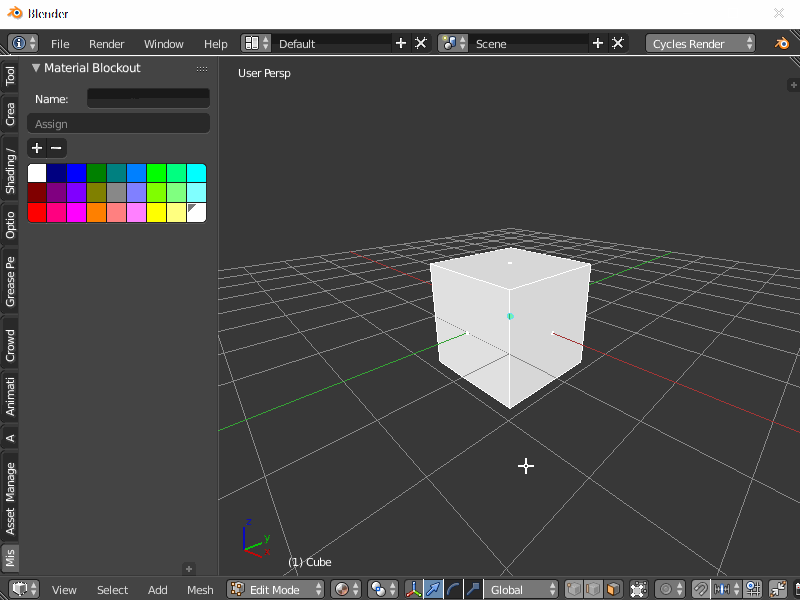 Blender
File Render Window Help Default Scene Cycles Render
Tool
Crea
Shading /
Optio
Grease Pe
Crowd
Animati
A
Asset Manage
Mis
Material Blockout
Name:
Assign
User Persp
z
y
x
(1) Cube
View Select Add Mesh Edit Mode Global